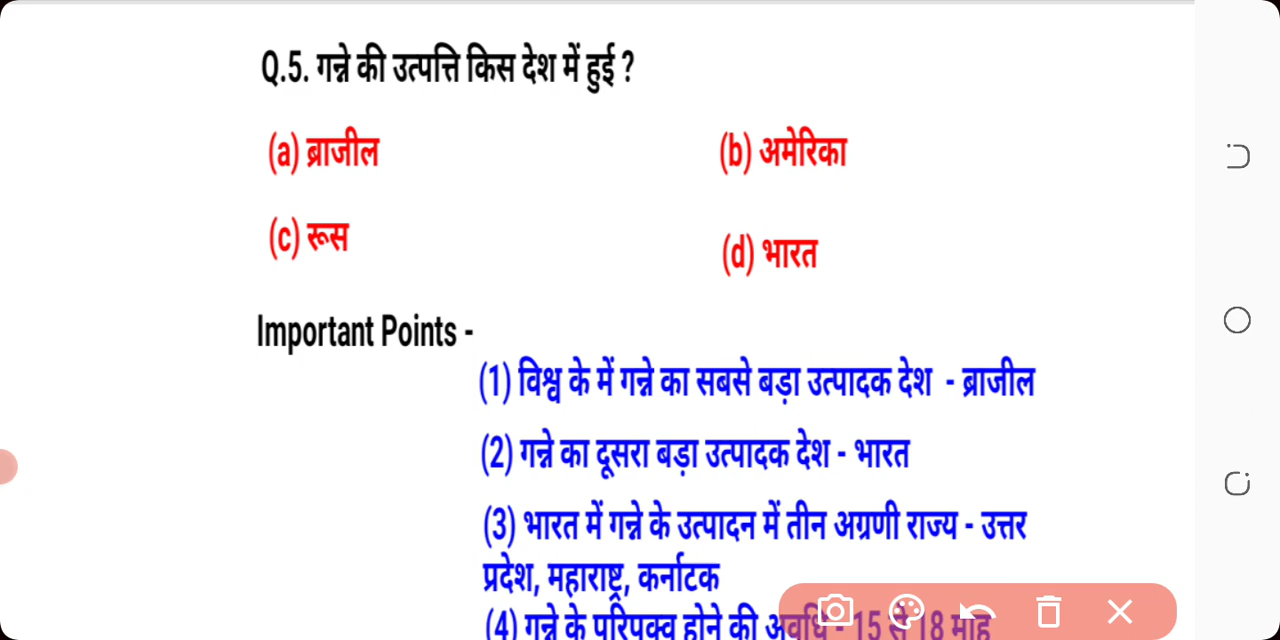 Q.5. गन्ने की उत्पत्ति किस देश में हुई ?
(a) ब्राजील
(b) अमेरिका
(c) रूस
(d) भारत
Important Points -
(1) विश्व के में गन्ने का सबसे बड़ा उत्पादक देश - ब्राजील
(2) गन्ने का दूसरा बड़ा उत्पादक देश - भारत
(3) भारत में गन्ने के उत्पादन में तीन अग्रणी राज्य - उत्तर
प्रदेश, महाराष्ट्र, कर्नाटक
(4) गन्ने के परिपक्व होने की अवधि - 15 से 18 माह